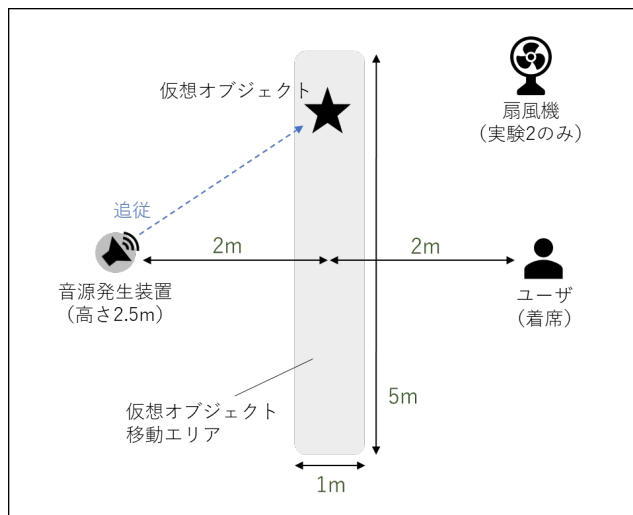 仮想オブジェクト
扇風機
（実験2のみ）
追従
2m
2m
音源発生装置
（高さ2.5m）
ユーザ
（着席）
仮想オブジェクト
移動エリア
5m
1m